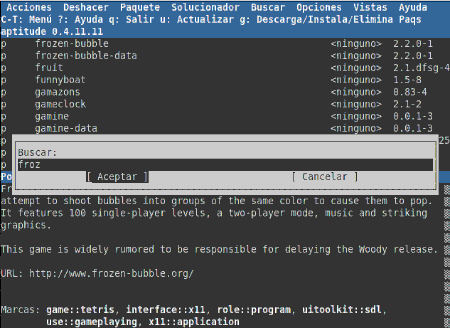 Acciones Deshacer Paquete Solucionador Buscar Opciones Vistas Ayuda
C-T: Menú ?: Ayuda q: Salir u: Actualizar g: Descarga/Instala/Elimina Paqs
aptitude 0.4.11.11
p frozen-bubble <ninguno> 2.2.0-1
p frozen-bubble-data <ninguno> 2.2.0-1
p fruit <ninguno> 2.1.dfsg-4
p funnyboat <ninguno> 1.5-8
p gamazons <ninguno> 0.83-4
p gameclock <ninguno> 2.1-2
p gamine <ninguno> 0.0.1-3
p gamine-data <ninguno> 0.0.1-3
p 25
p Buscar:
p froz
Po [ Aceptar ] [ Cancelar ]
Fr
attempt to shoot bubbles into groups of the same color to cause them to pop.
It features 100 single-player levels, a two-player mode, music and striking
graphics.
This game is widely rumored to be responsible for delaying the Woody release.
URL: http://www.frozen-bubble.org/
Marcas: game::tetris, interface::x11, role::program, uitoolkit::sdl,
use::gameplaying, x11::application